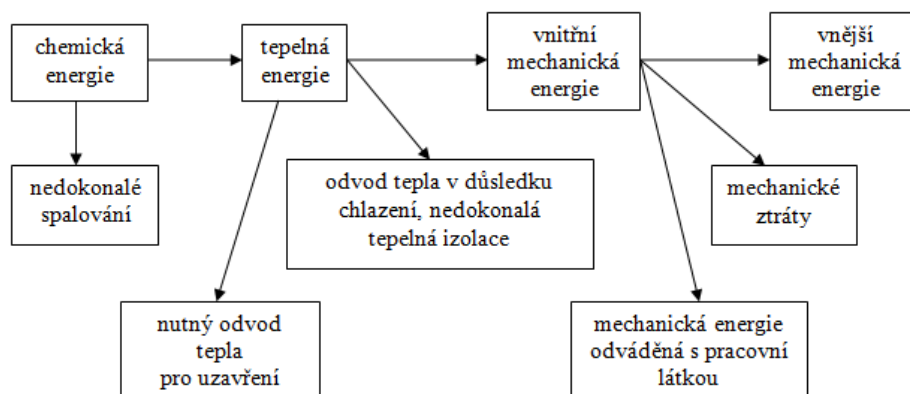 chemická
energie
tepelná
energie
vnitřní
mechanická
energie
vnější
mechanická
energie
nedokonalé
spalování
odvod tepla v důsledku
chlazení, nedokonalá
tepelná izolace
mechanické
ztráty
nutný odvod
tepla
pro uzavření
mechanická energie
odváděná s pracovní
látkou